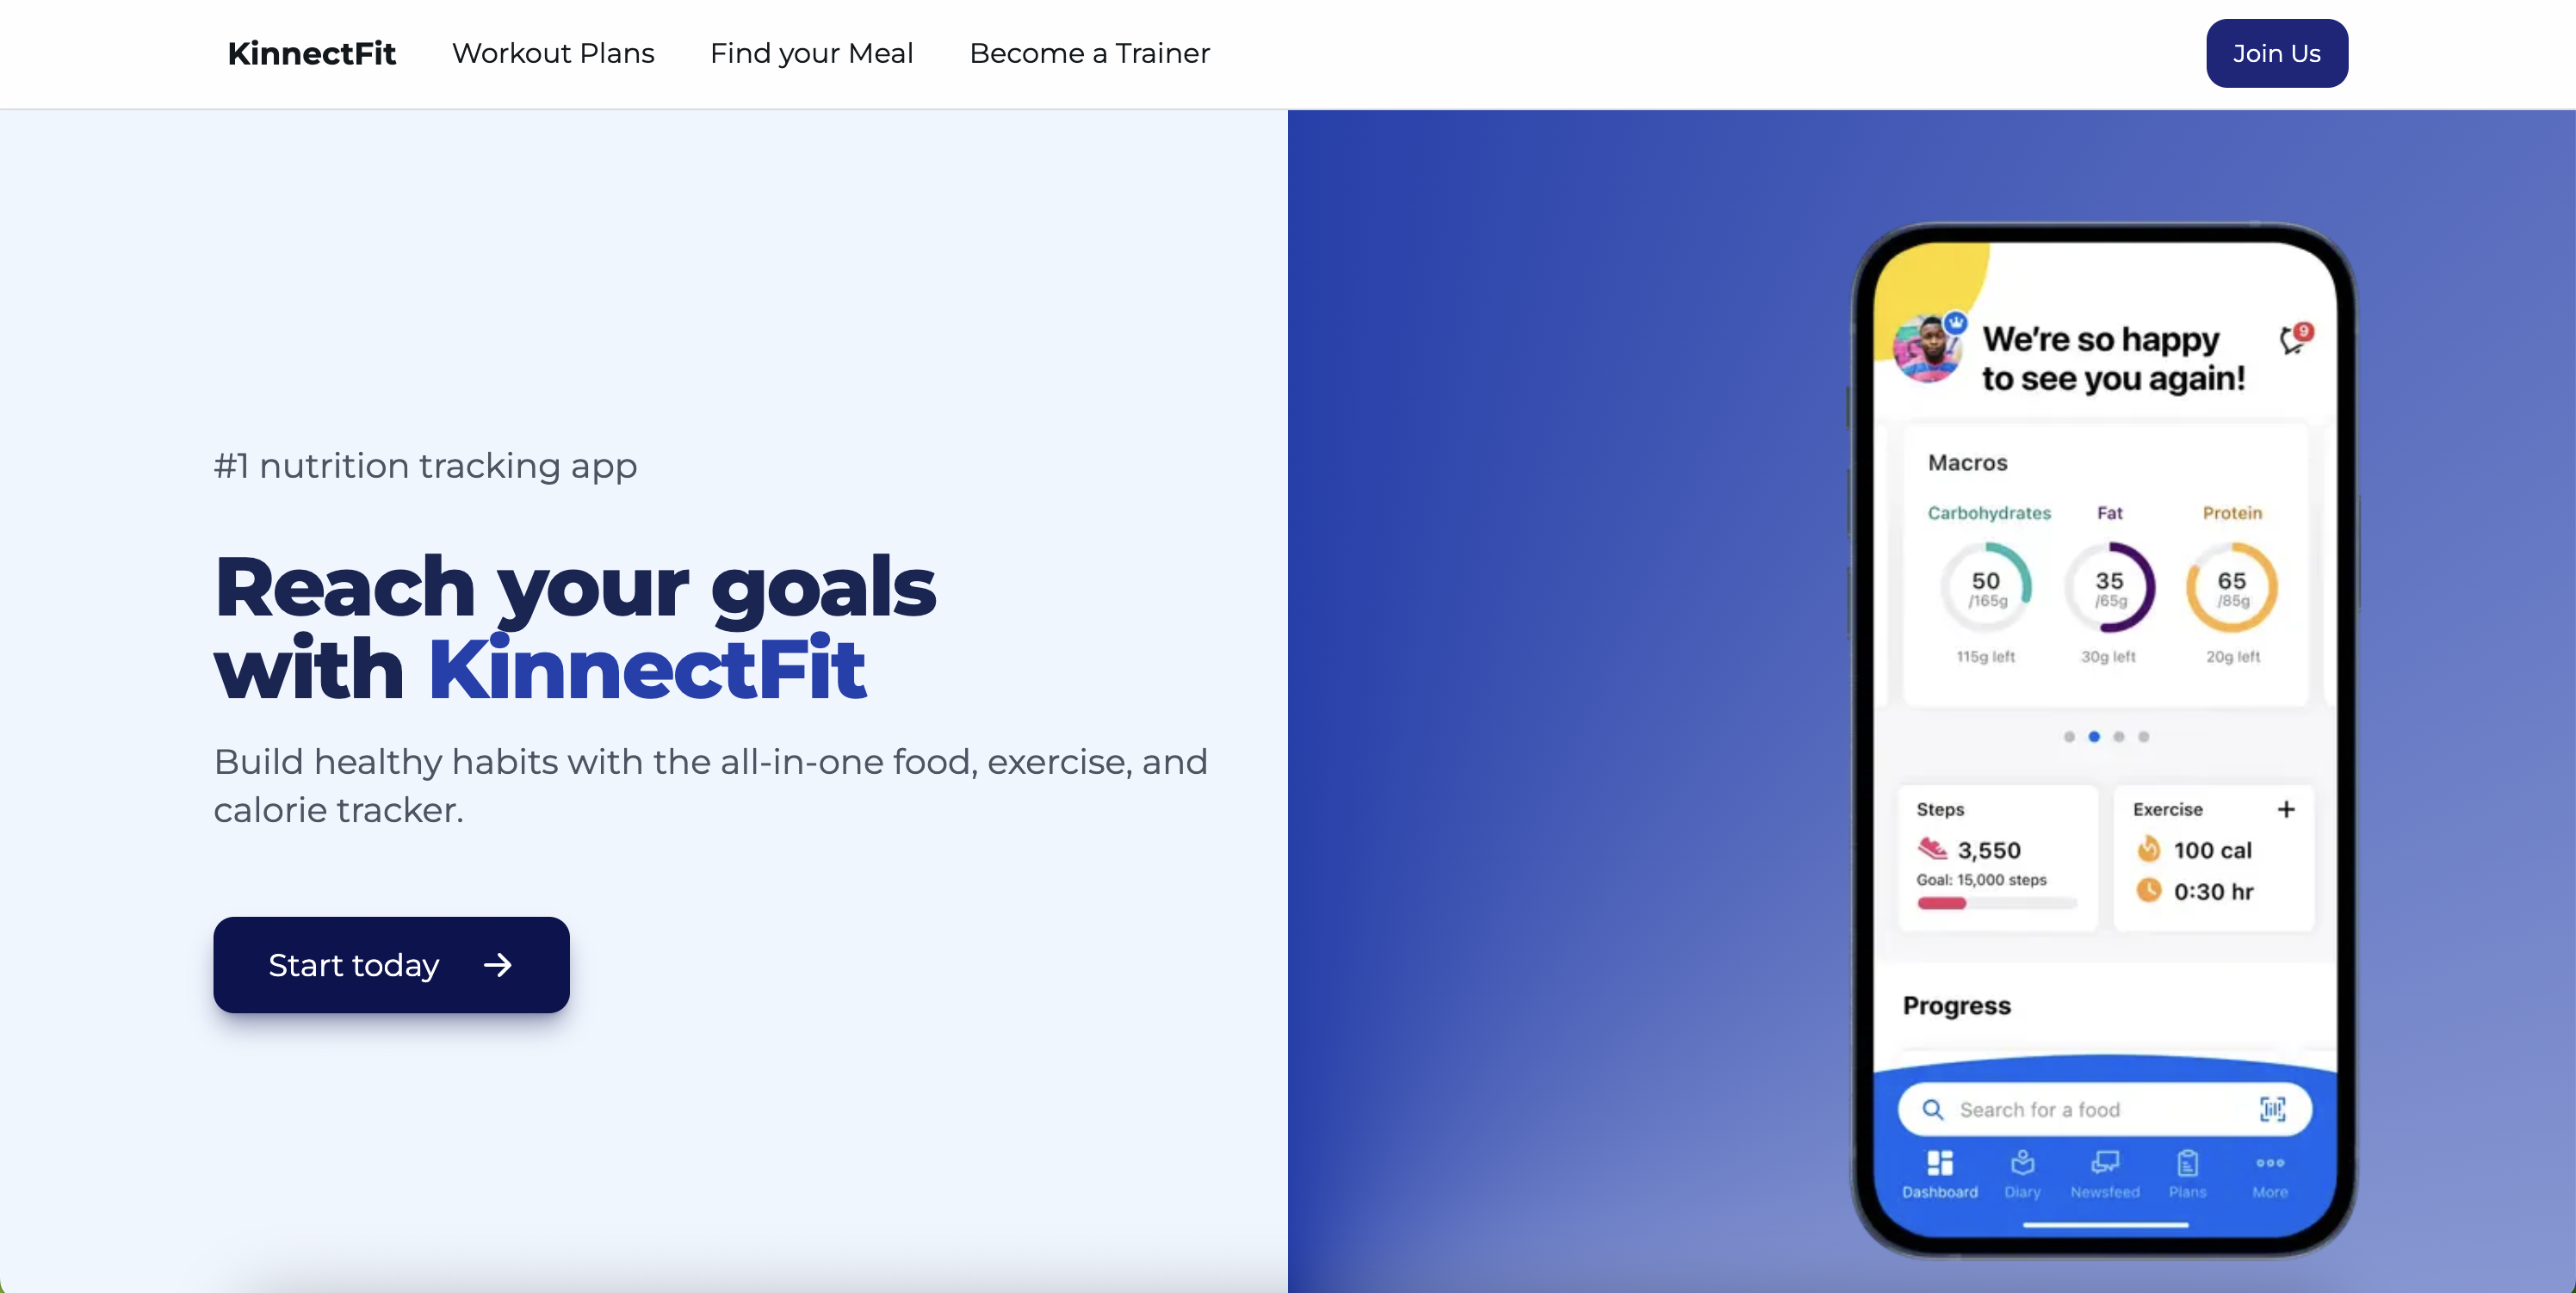 KinnectFit Workout Plans Find your Meal Become a Trainer Join Us
#1 nutrition tracking app
Reach your goals
with KinnectFit
Build healthy habits with the all-in-one food, exercise, and
calorie tracker.
Start today
9
We're so happy
to see you again!
Macros
Carbohydrates Fat Protein
50 35 65
/165g /65g /85g
115g left 30g left 20g left
Steps
3,550
Goal: 15,000 steps
Exercise +
100 cal
0:30 hr
Progress
Search for a food
Dashboard Diary Newsfeed Plans More